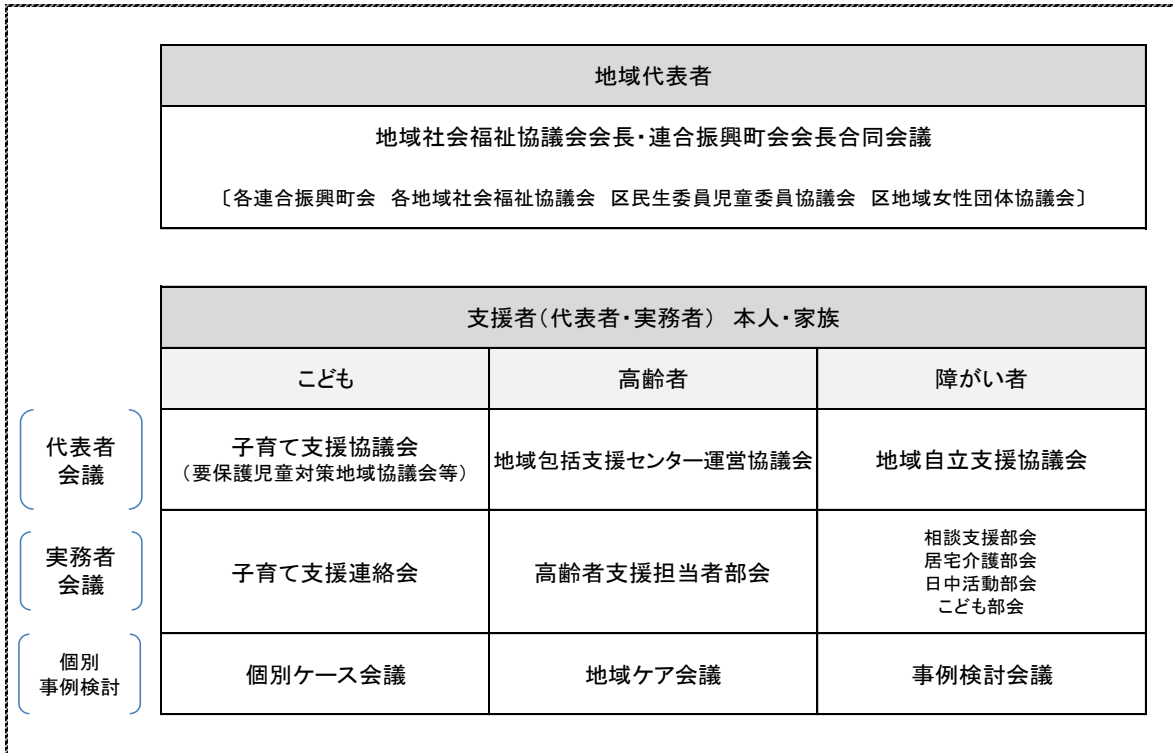 地域代表者
地域社会福祉協議会会長・連合振興町会会長合同会議
〔各連合振興町会　各地域社会福祉協議会　区民生委員児童委員協議会　区地域女性団体協議会〕
支援者（代表者・実務者）　本人・家族
こども
高齢者
障がい者
代表者
会議
子育て支援協議会
（要保護児童対策地域協議会等）
地域包括支援センター運営協議会
地域自立支援協議会
実務者
会議
子育て支援連絡会
高齢者支援担当者部会
相談支援部会
居宅介護部会
日中活動部会
こども部会
個別
事例検討
個別ケース会議
地域ケア会議
事例検討会議